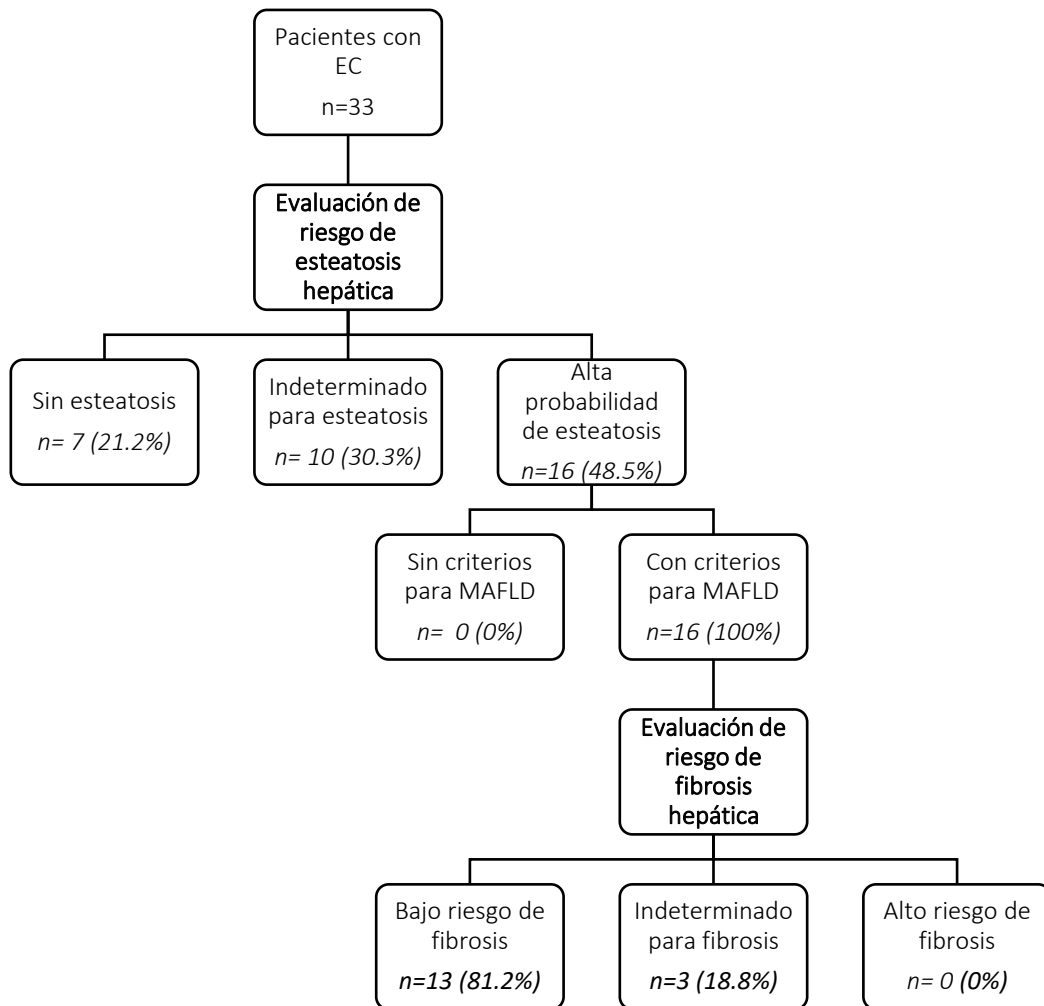 Pacientes con
EC
n=33
Evaluación de
riesgo de
esteatosis
hepática
Sin esteatosis
n= 7 (21.2%)
Indeterminado
para esteatosis
n= 10 (30.3%)
Alta
probabilidad
de esteatosis
n=16 (48.5%)
Sin criterios
para MAFLD
n=  0 (0%)
Con criterios
para MAFLD
n=16 (100%)
Evaluación de
riesgo de
fibrosis
hepática
Bajo riesgo de
fibrosis
n=13 (81.2%)
Indeterminado
para fibrosis
n=3 (18.8%)
Alto riesgo de
fibrosis
n= 0 (0%)